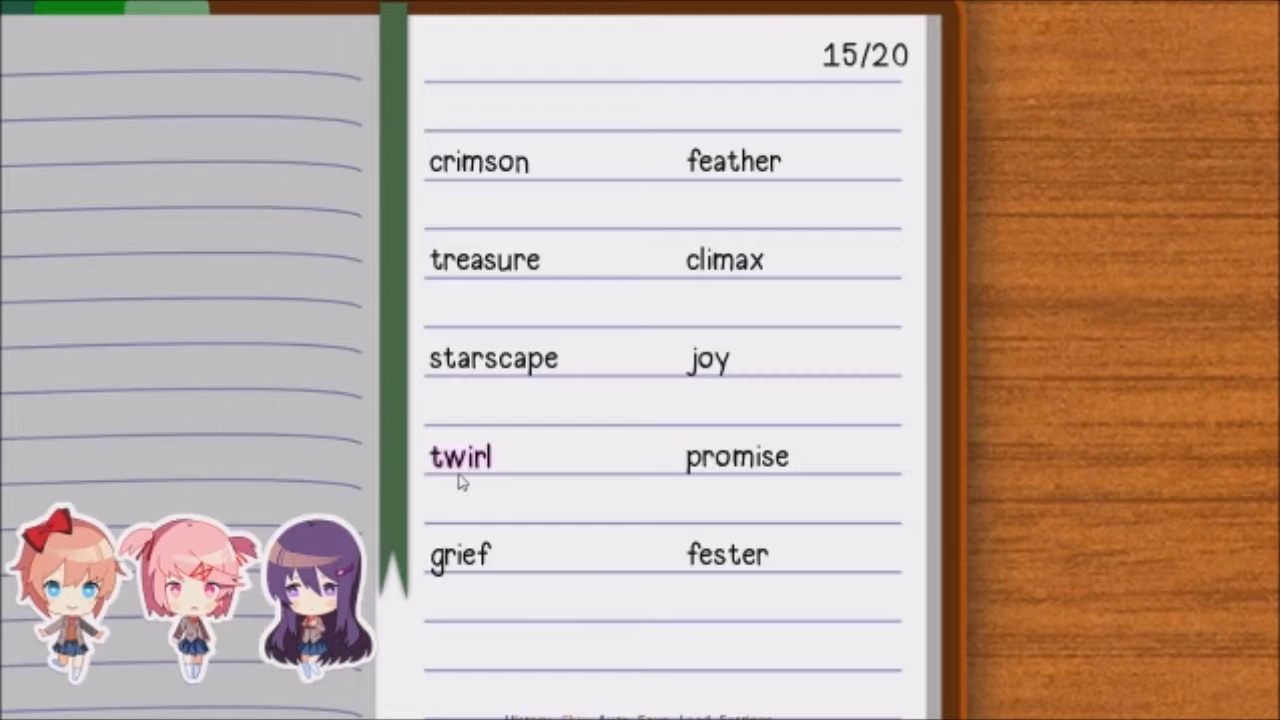 15/20
crimson feather
treasure climax
starscape joy
twirl promise
grief fester